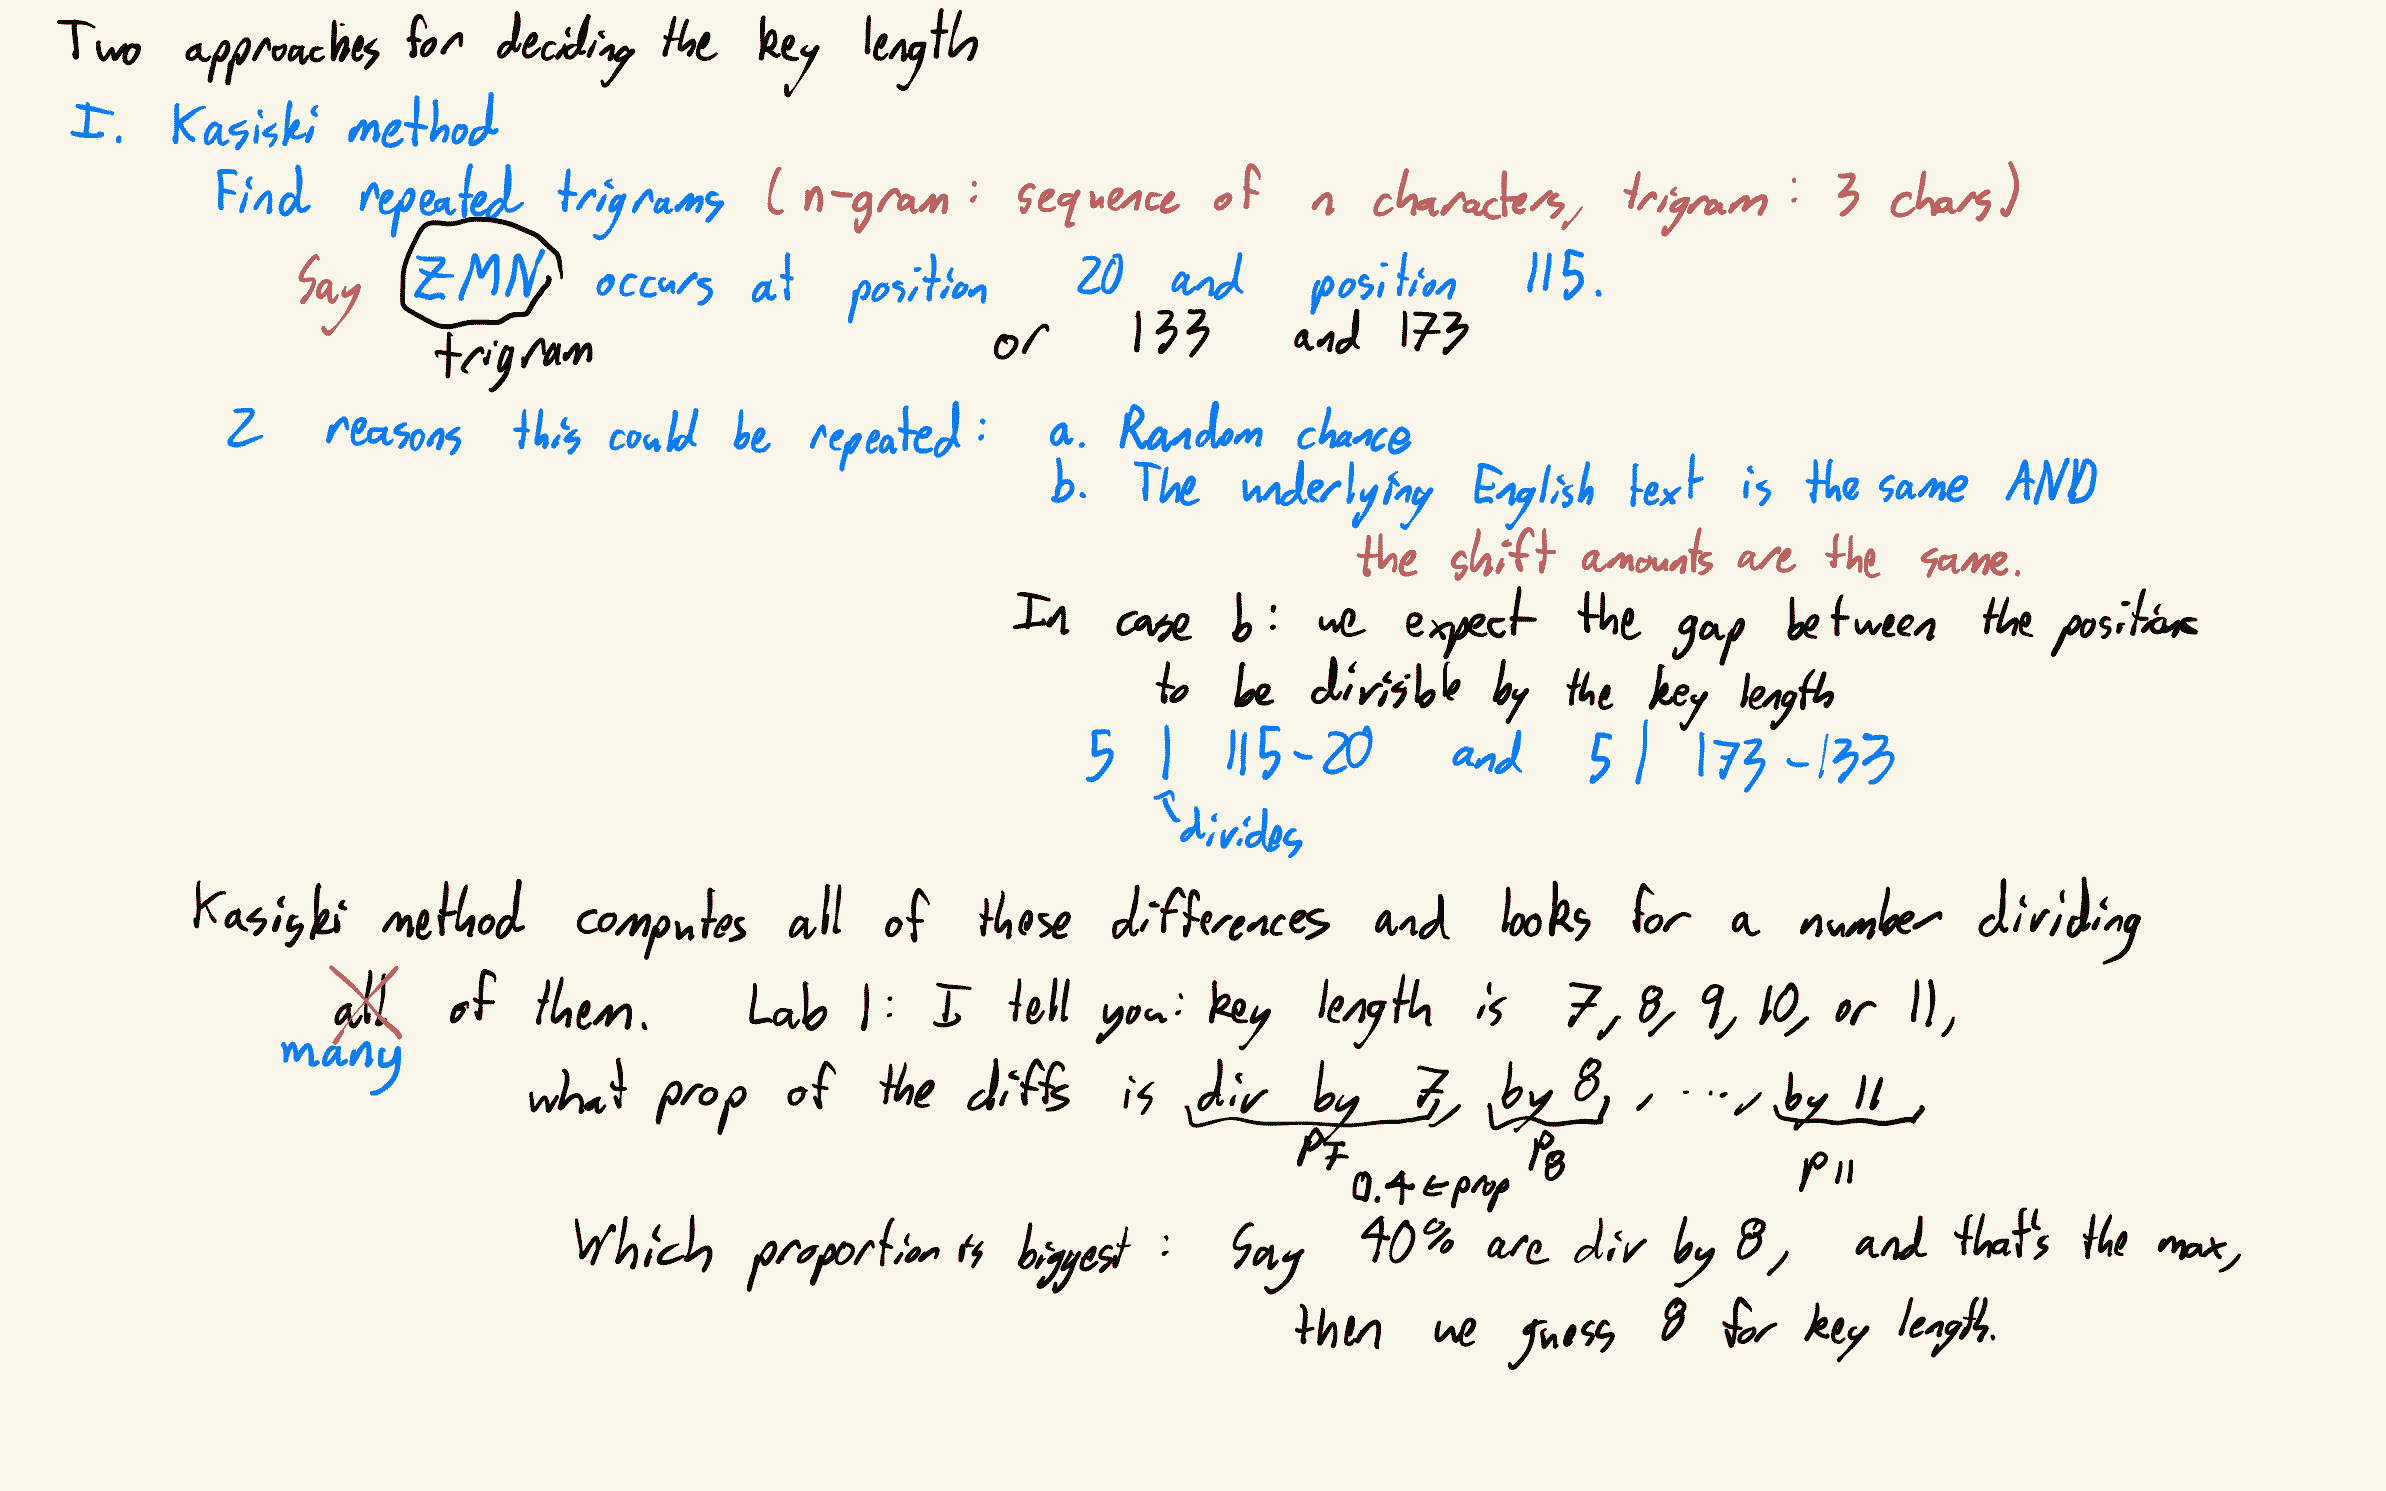 Two approaches for deciding the key length
I. Kasiski method
Find repeated trigrams (n-gram: sequence of n characters, trigram: 3 chars)
Say ZMN occurs at position 20 and position 115.
trigram or 133 and 173
2 reasons this could be repeated: a. Random chance
b. The underlying English text is the same AND
the shift amounts are the same.
In case b: we expect the gap between the positions
to be divisible by the key length
5 | 115-20 and 5 | 173-133
divides
Kasiski method computes all of these differences and looks for a number dividing
all of them. Lab 1: I tell you: key length is 7, 8, 9, 10, or 11,
many
what prop of the diffs is div by 7, by 8, ..., by 11
P7 P8 P11
0.4 ← prop
Which proportion is biggest: Say 40% are div by 8, and that's the max,
then we guess 8 for key length.